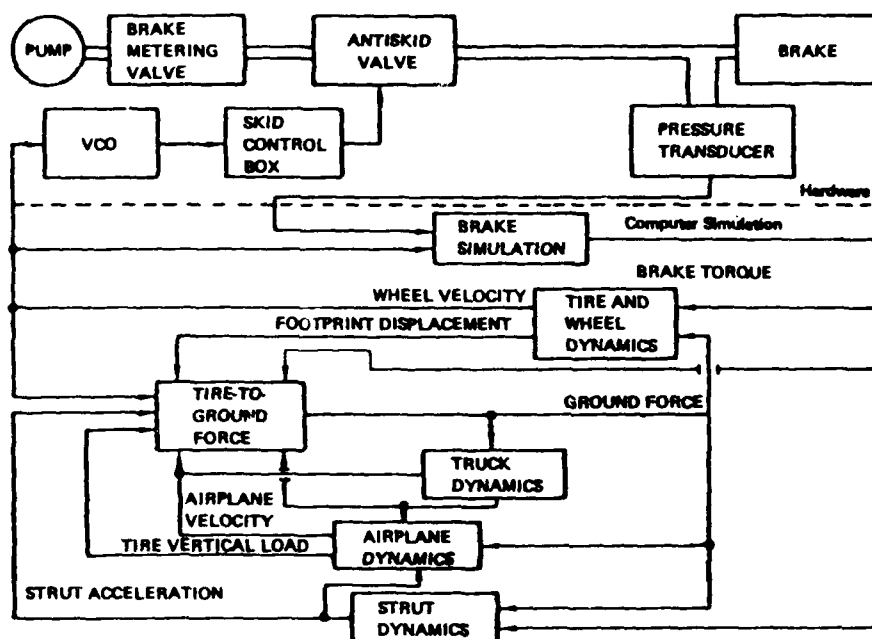 PUMP
BRAKE
METERING
VALVE
ANTISKID
VALVE
BRAKE
VCO
SKID
CONTROL
BOX
PRESSURE
TRANSDUCER
Hardware
BRAKE
SIMULATION
Computer Simulation
BRAKE TORQUE
WHEEL VELOCITY
TIRE AND
WHEEL
DYNAMICS
FOOTPRINT DISPLACEMENT
TIRE-TO-
GROUND
FORCE
GROUND FORCE
TRUCK
DYNAMICS
AIRPLANE
VELOCITY
TIRE VERTICAL LOAD
AIRPLANE
DYNAMICS
STRUT ACCELERATION
STRUT
DYNAMICS